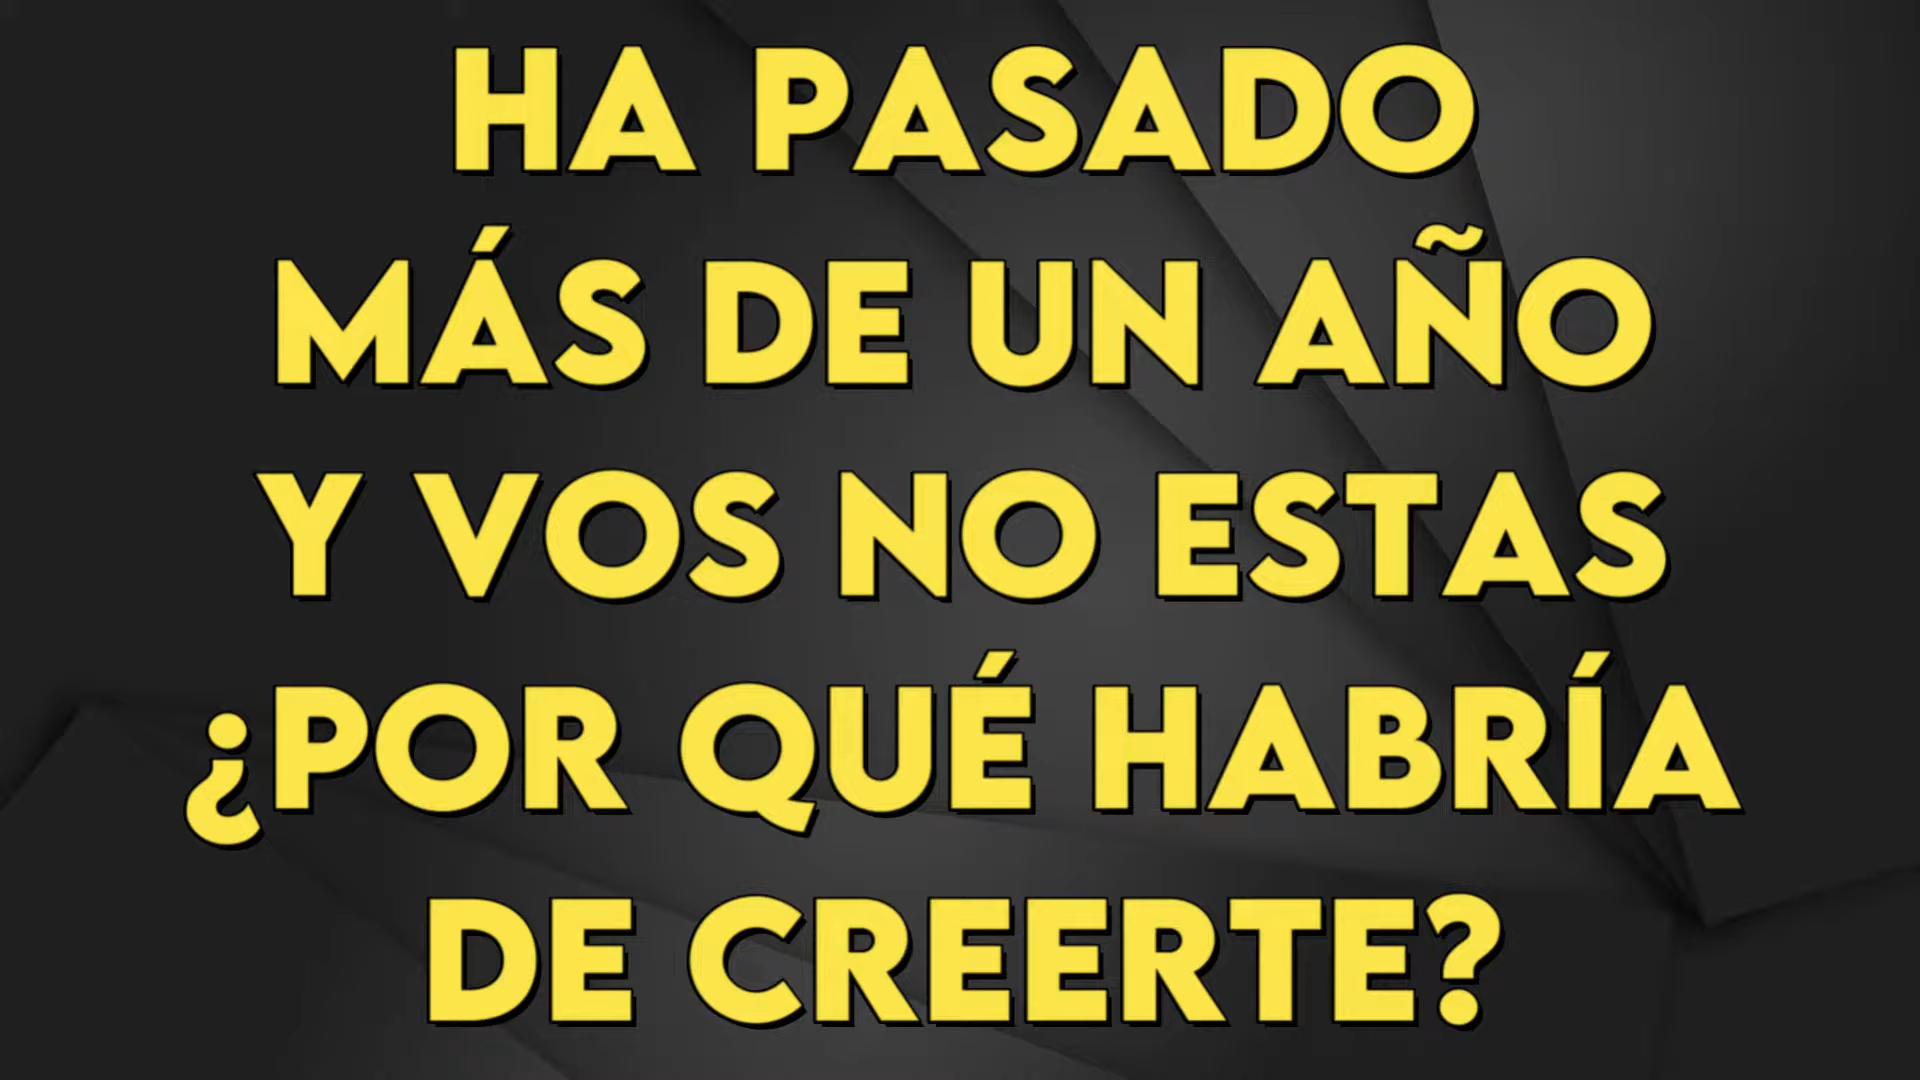 HA PASADO
MÁS DE UN AÑO
Y VOS NO ESTAS
¿POR QUÉ HABRÍA
DE CREERTE?